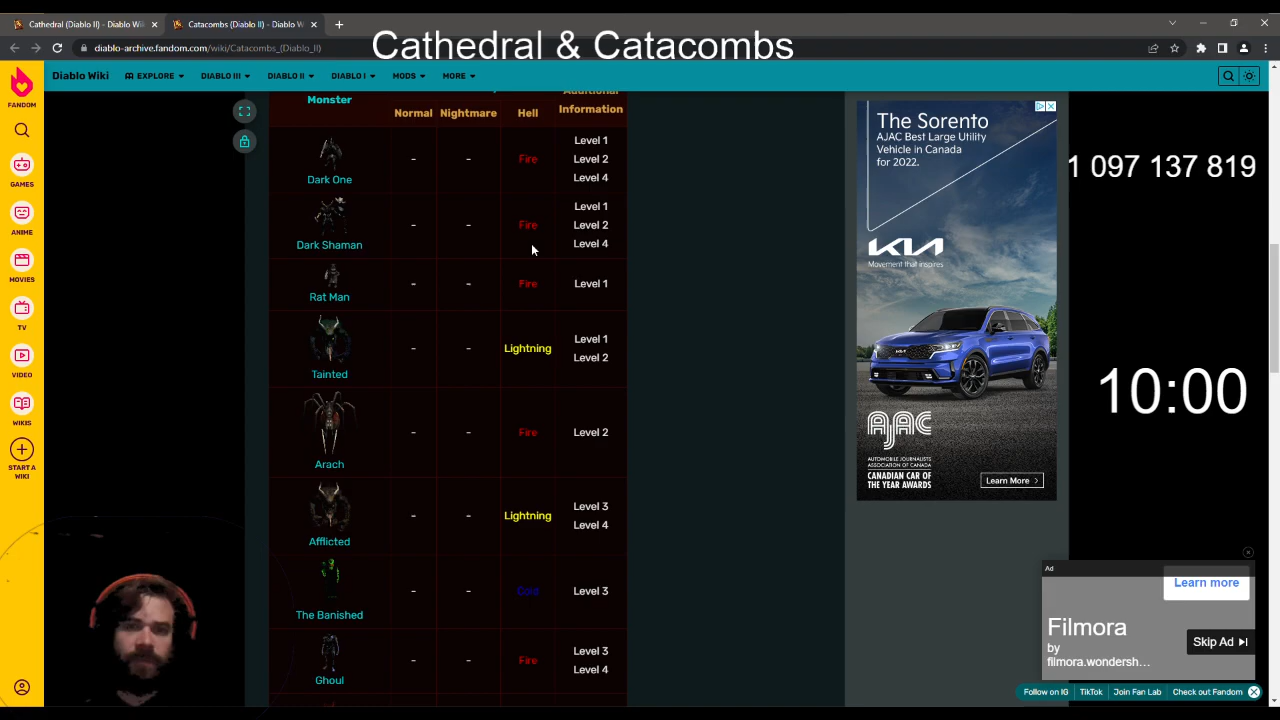 Cathedral (Diablo II) | Diablo Wiki
Catacombs (Diablo II) | Diablo W
diablo-archive.fandom.com/wiki/Catacombs_(Diablo_II)
Cathedral & Catacombs
FANDOM
GAMES
ANIME
MOVIES
TV
VIDEO
WIKIS
START A
WIKI
Diablo Wiki
EXPLORE
DIABLO III
DIABLO II
DIABLO I
MODS
MORE
Monster
Normal
Nightmare
Hell
Additional
Information
Dark One - - Fire
Level 1
Level 2
Level 4
Dark Shaman - - Fire
Level 1
Level 2
Level 4
Rat Man - - Fire
Level 1
Tainted - - Lightning
Level 1
Level 2
Arach - - Fire
Level 2
Afflicted - - Lightning
Level 3
Level 4
The Banished - - Cold
Level 3
Ghoul - - Fire
Level 3
Level 4
The Sorento
AJAC Best Large Utility
Vehicle in Canada
for 2022.
KIA
Movement that inspires
AJAC
AUTOMOBILE JOURNALISTS
ASSOCIATION OF CANADA
CANADIAN CAR OF
THE YEAR AWARDS
Learn More
1 097 137 819
10:00
Ad
Learn more
Filmora
by
filmora.wondersh...
Skip Ad
Follow on IG
TikTok
Join Fan Lab
Check out Fandom